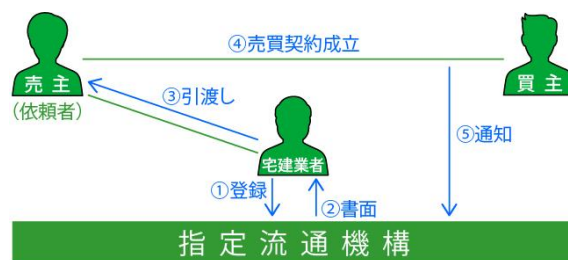 ④売買契約成立
売主
(依頼者)
買主
③引渡し
宅建業者
⑤通知
①登録
②書面
指定流通機構